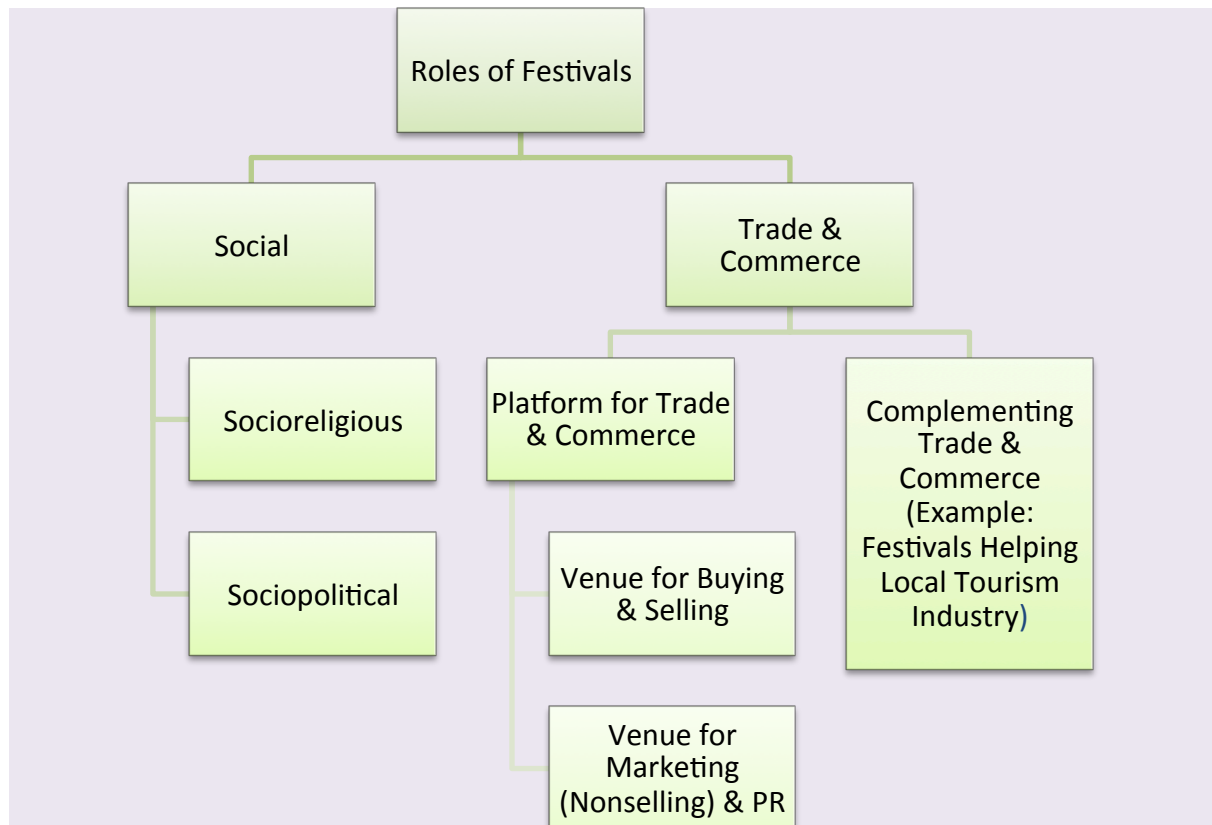 Roles of Festivals
Social
Trade &
Commerce
Socioreligious
Sociopolitical
Platform for Trade
& Commerce
Venue for Buying
& Selling
Venue for
Marketing
(Nonselling) & PR
Complementing
Trade &
Commerce
(Example:
Festivals Helping
Local Tourism
Industry)